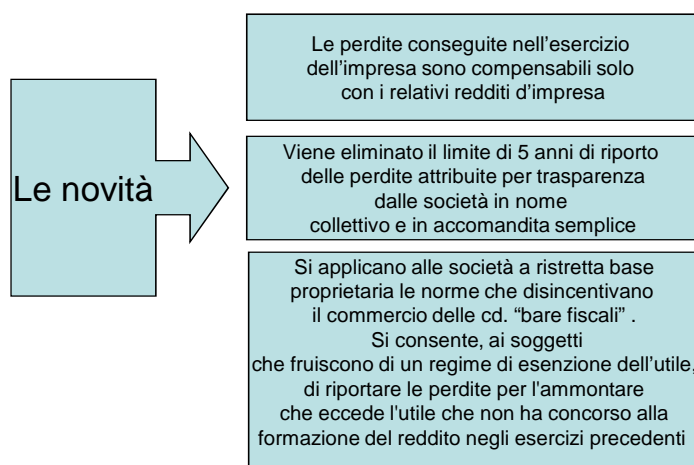 Le novità
Le perdite conseguite nell'esercizio
dell'impresa sono compensabili solo
con i relativi redditi d'impresa
Viene eliminato il limite di 5 anni di riporto
delle perdite attribuite per trasparenza
dalle società in nome
collettivo e in accomandita semplice
Si applicano alle società a ristretta base
proprietaria le norme che disincentivano
il commercio delle cd. “bare fiscali” .
Si consente, ai soggetti
che fruiscono di un regime di esenzione dell'utile,
di riportare le perdite per l'ammontare
che eccede l'utile che non ha concorso alla
formazione del reddito negli esercizi precedenti